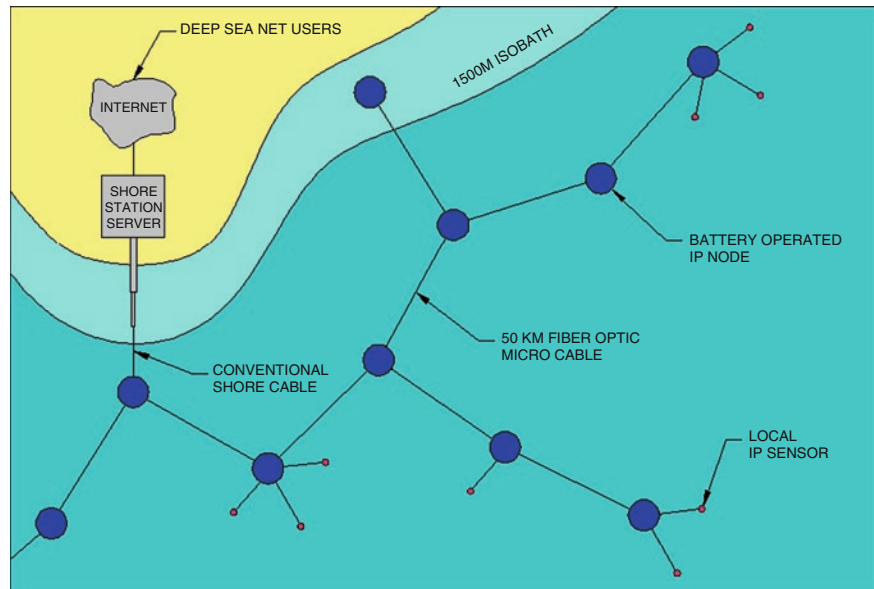 DEEP SEA NET USERS
1500M ISOBATH
INTERNET
SHORE
STATION
SERVER
BATTERY OPERATED
IP NODE
50 KM FIBER OPTIC
MICRO CABLE
CONVENTIONAL
SHORE CABLE
LOCAL
IP SENSOR